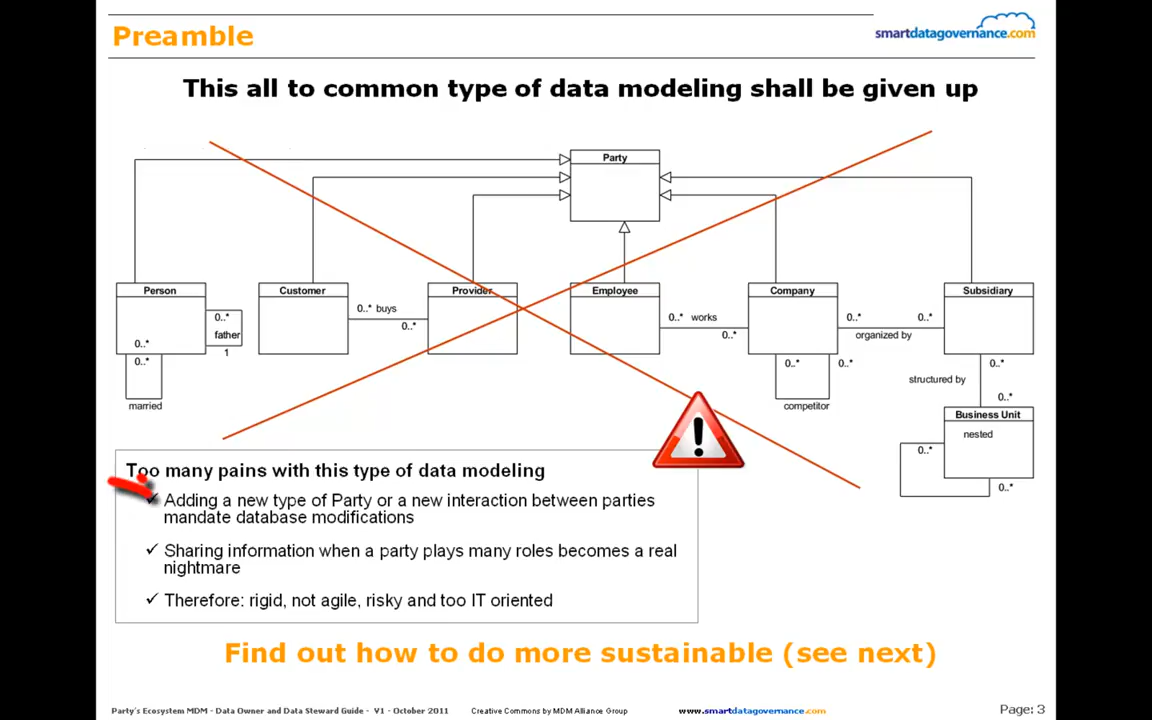 Preamble
smartdatagovernance.com
This all to common type of data modeling shall be given up
Party
Person
Customer
Provider
Employee
Company
Subsidiary
0..*
father
1
0..*
0..*
married
0..* buys
0..*
0..* works
0..*
0..*
0..*
organized by
0..*
0..*
competitor
0..*
structured by
0..*
Business Unit
nested
0..*
0..*
Too many pains with this type of data modeling
✓ Adding a new type of Party or a new interaction between parties
mandate database modifications
✓ Sharing information when a party plays many roles becomes a real
nightmare
✓ Therefore: rigid, not agile, risky and too IT oriented
Find out how to do more sustainable (see next)
Party's Ecosystem MDM - Data Owner and Data Steward Guide - V1 - October 2011
Creative Commons by MDM Alliance Group
www.smartdatagovernance.com
Page: 3